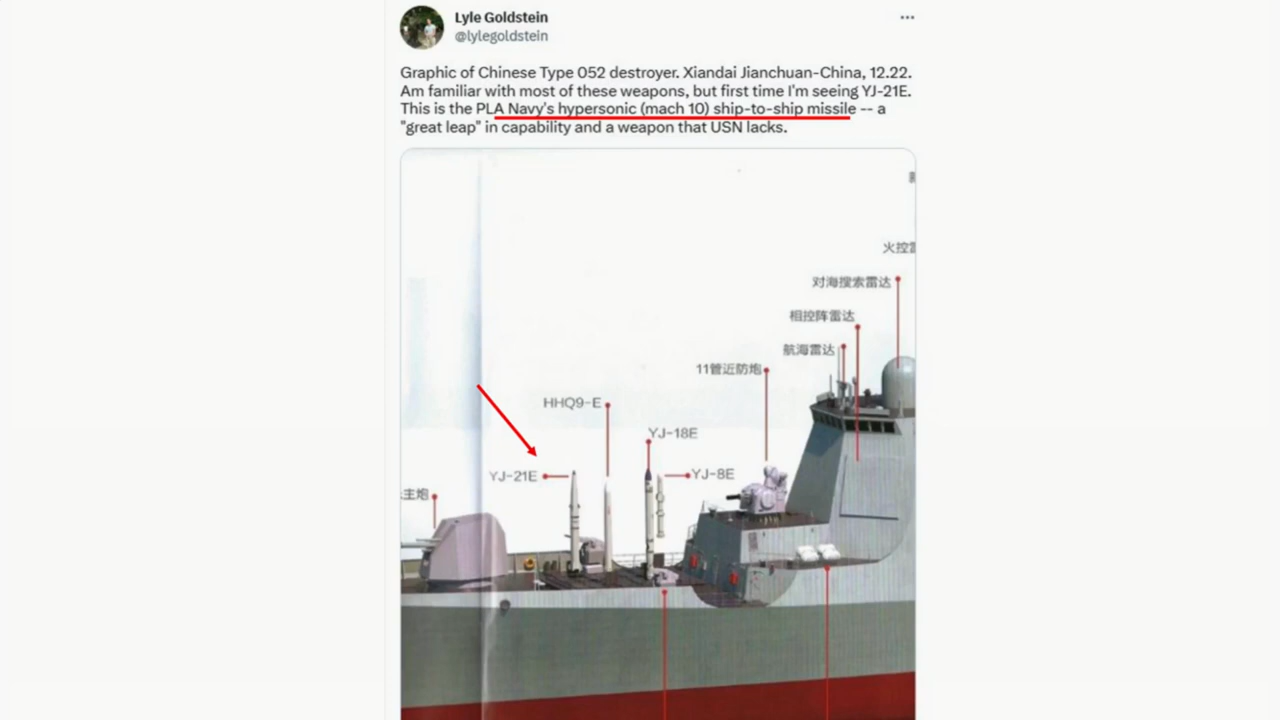 Lyle Goldstein
@lylegoldstein
Graphic of Chinese Type 052 destroyer. Xiandai Jianchuan-China, 12.22.
Am familiar with most of these weapons, but first time I'm seeing YJ-21E.
This is the PLA Navy's hypersonic (mach 10) ship-to-ship missile -- a
"great leap" in capability and a weapon that USN lacks.
火控
对海搜索雷达
相控阵雷达
航海雷达
11管近防炮
HHQ9-E
YJ-18E
YJ-21E
YJ-8E
主炮